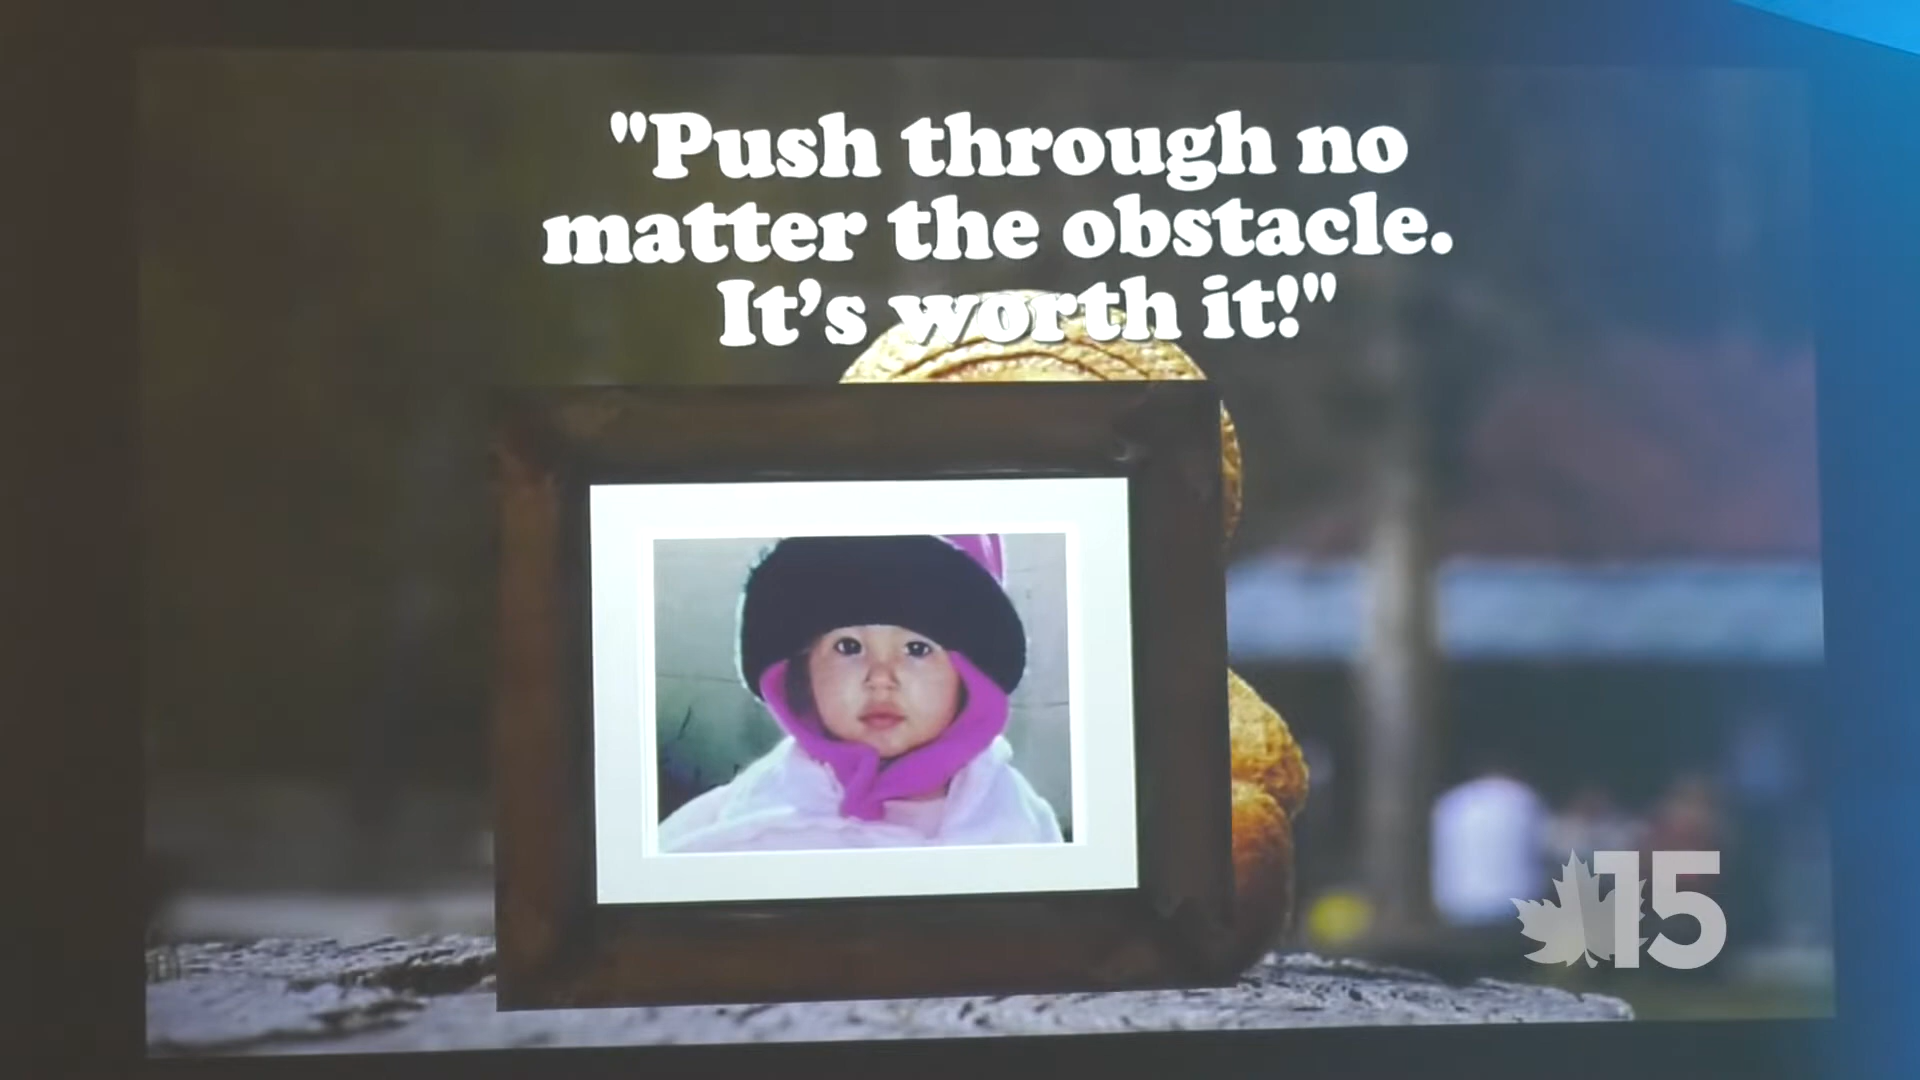 "Push through no
matter the obstacle.
It’s worth it!"
15